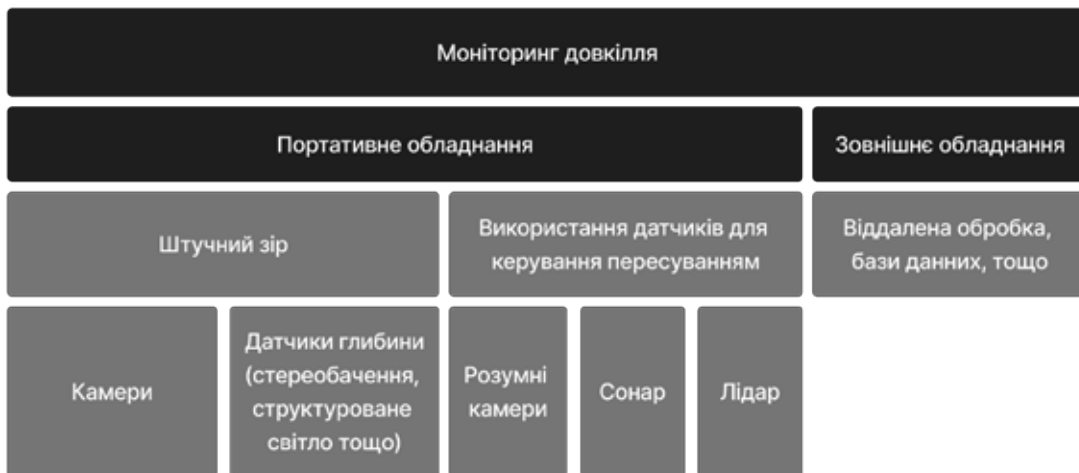 Моніторинг довкілля
Портативне обладнання
Зовнішнє обладнання
Штучний зір
Використання датчиків для
керування пересуванням
Віддалена обробка,
бази данних, тощо
Камери
Датчики глибини
(стереобачення,
структуроване
світло тощо)
Розумні
камери
Сонар
Лідар